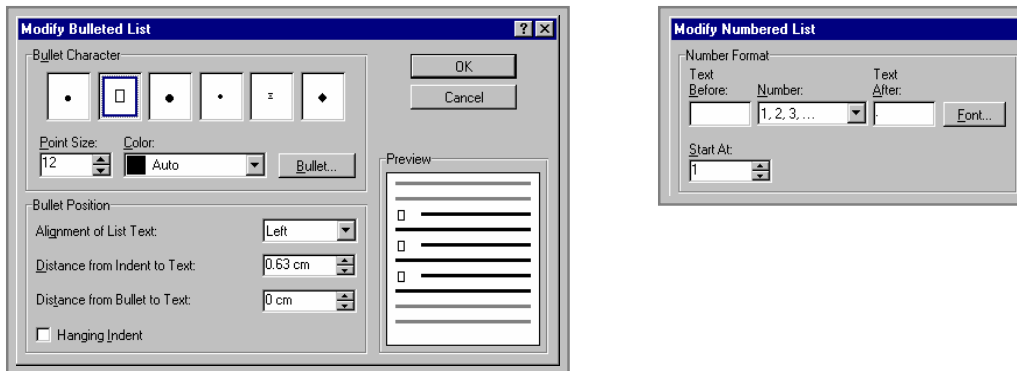 Modify Bulleted List
Bullet Character
OK
Cancel
Point Size: Color:
12 Auto Bullet...
Preview
Bullet Position
Alignment of List Text: Left
Distance from Indent to Text: 0.63 cm
Distance from Bullet to Text: 0 cm
Hanging Indent
Modify Numbered List
Number Format
Text Text
Before: Number: After:
1, 2, 3, ... . Font...
Start At:
1